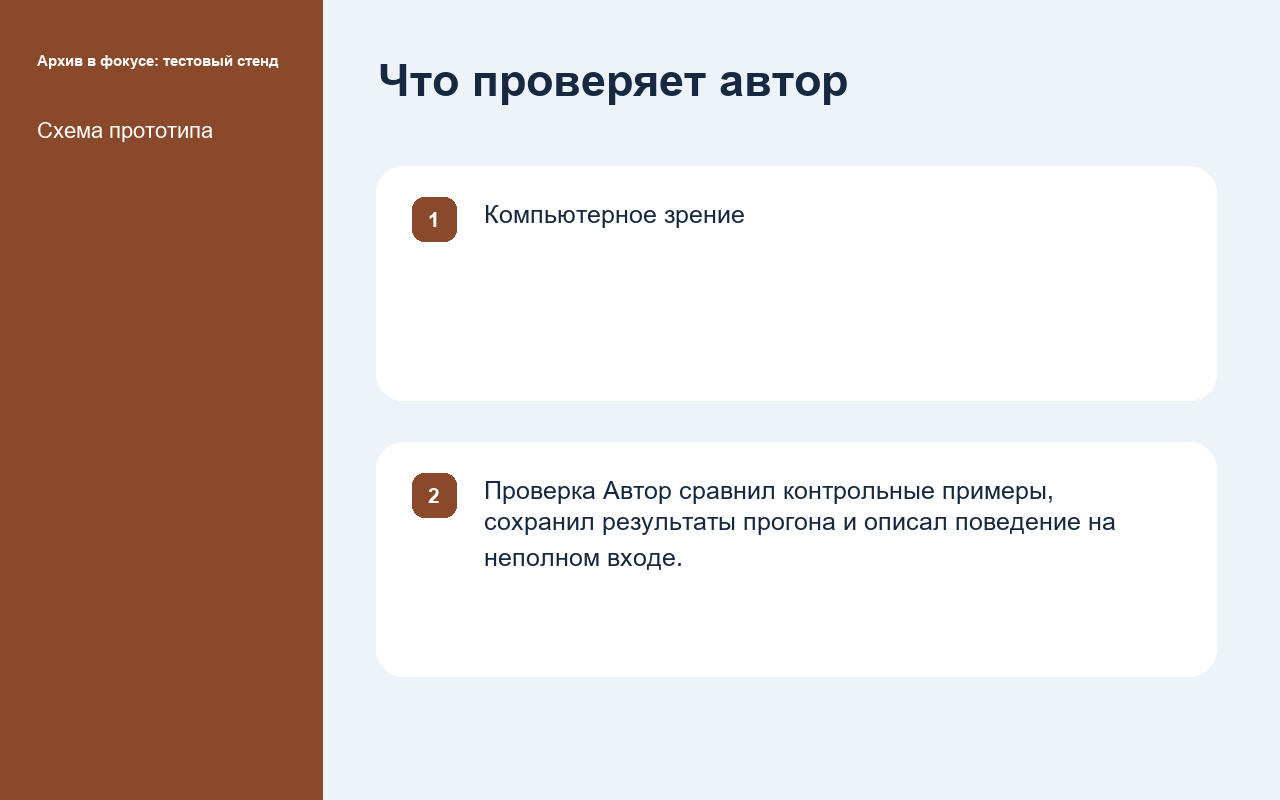 Архив в фокусе: тестовый стенд
Схема прототипа
Что проверяет автор
1
Компьютерное зрение
2
Проверка Автор сравнил контрольные примеры,
сохранил результаты прогона и описал поведение на
неполном входе.